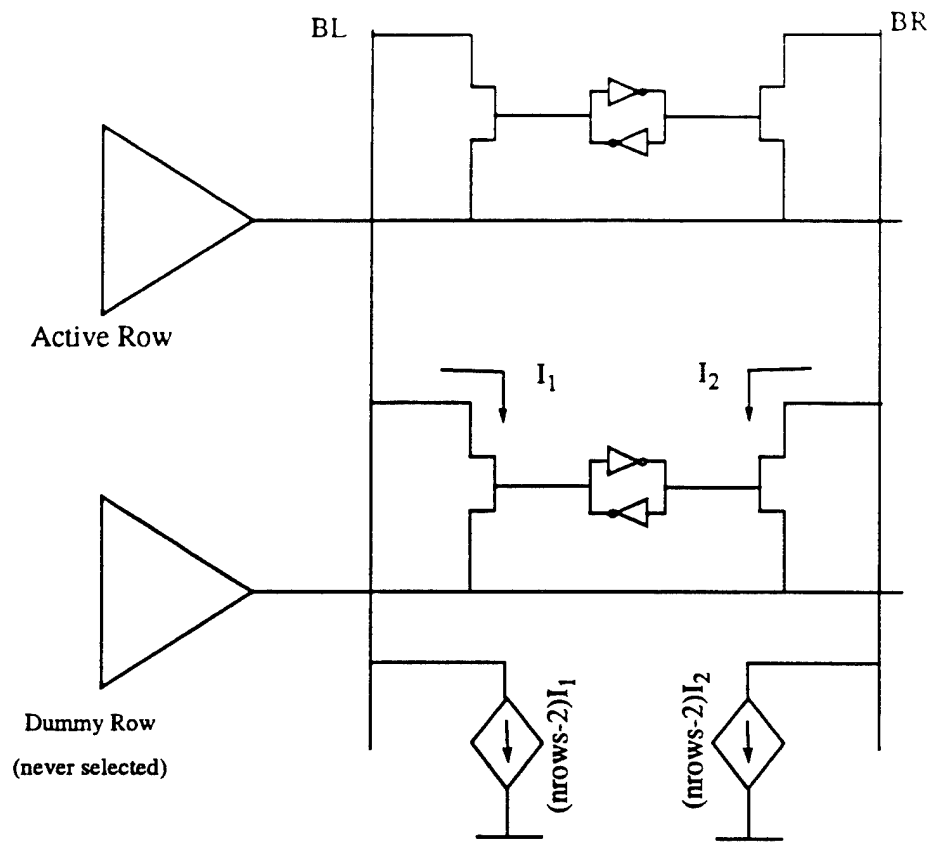 BL
BR
Active Row
I1
I2
Dummy Row
(never selected)
(nrows-2)I1
(nrows-2)I2